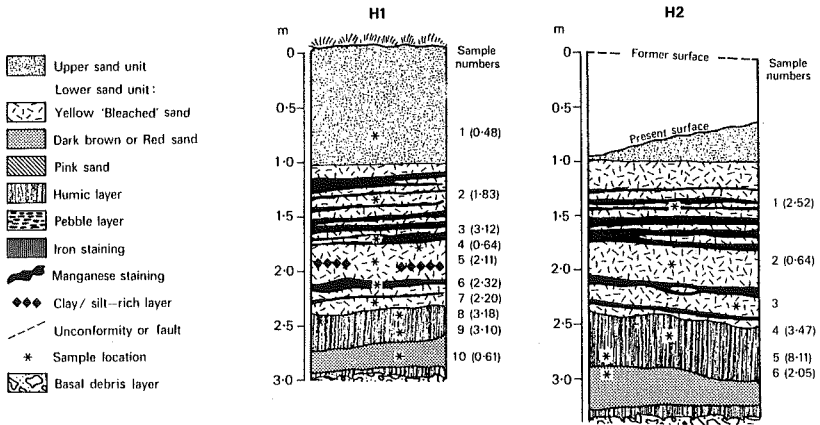 Upper sand unit
Lower sand unit :
Yellow 'Bleached' sand
Dark brown or Red sand
Pink sand
Humic layer
Pebble layer
Iron staining
Manganese staining
Clay/ silt-rich layer
Unconformity or fault
Sample location
Basal debris layer
H1
m
Sample
numbers
0
0·5
1·0
1·5
2·0
2·5
3·0
1 (0·48)
2 (1·83)
3 (3·12)
4 (0·64)
5 (2·11)
6 (2·32)
7 (2·20)
8 (3·18)
9 (3·10)
10 (0·61)
H2
m
Former surface
Sample
numbers
Present surface
0
0·5
1·0
1·5
2·0
2·5
3·0
1 (2·52)
2 (0·64)
3
4 (3·47)
5 (8·11)
6 (2·05)